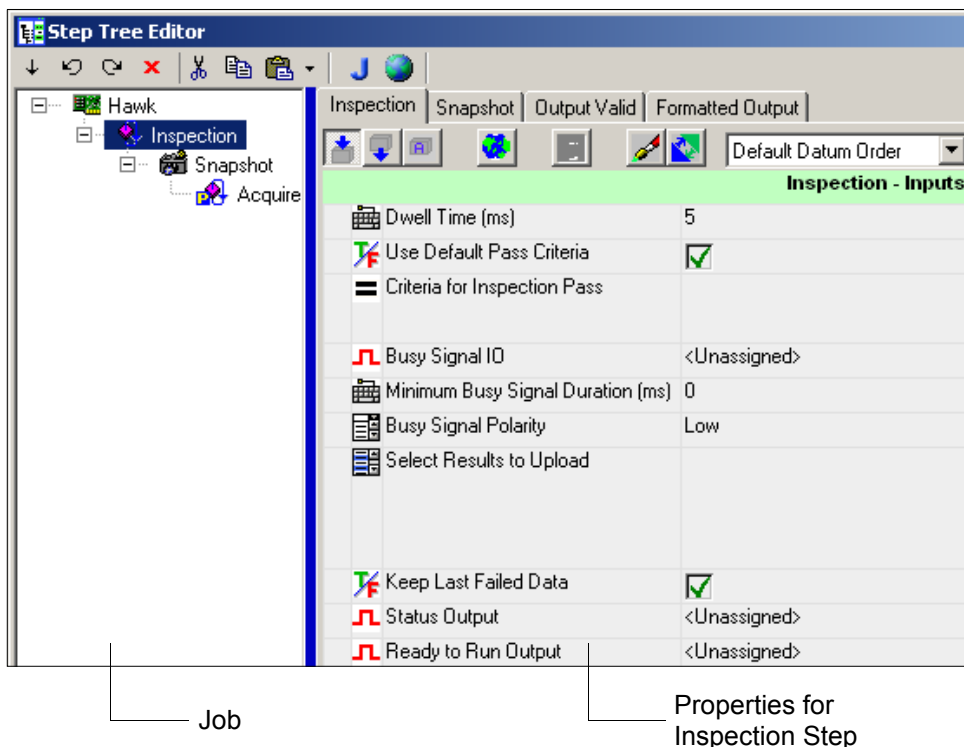 Step Tree Editor
J
Hawk
Inspection
Snapshot
Acquire
Inspection Snapshot Output Valid Formatted Output
A
Default Datum Order
Inspection - Inputs
Dwell Time (ms) 5
T/F Use Default Pass Criteria
Criteria for Inspection Pass
Busy Signal IO <Unassigned>
Minimum Busy Signal Duration (ms) 0
Busy Signal Polarity Low
Select Results to Upload
T/F Keep Last Failed Data
Status Output <Unassigned>
Ready to Run Output <Unassigned>
Job
Properties for
Inspection Step